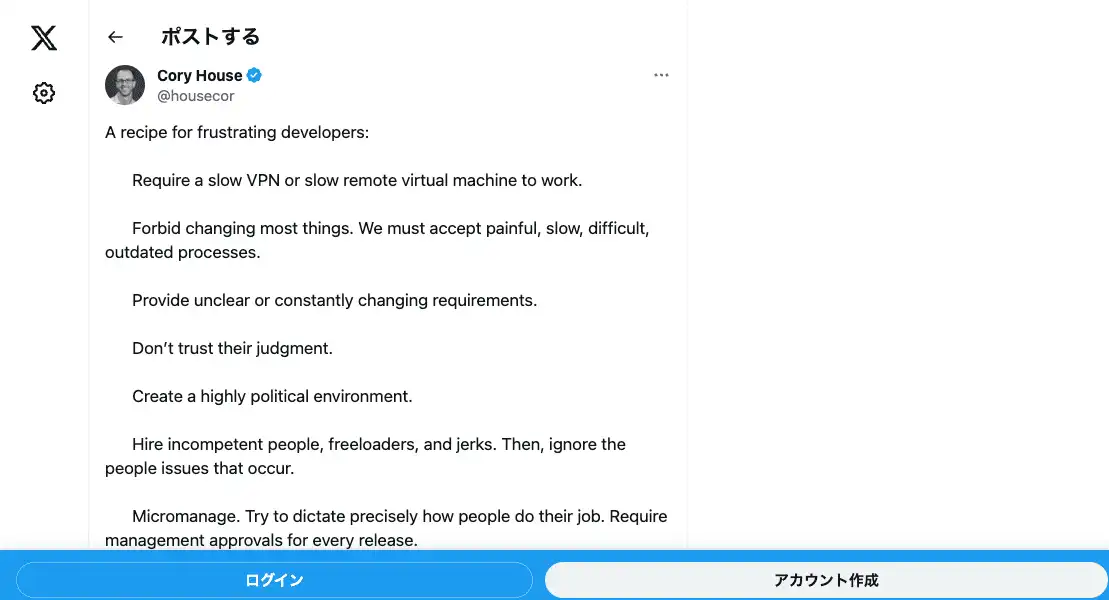 ポストする
Cory House
@housecor
A recipe for frustrating developers:
Require a slow VPN or slow remote virtual machine to work.
Forbid changing most things. We must accept painful, slow, difficult,
outdated processes.
Provide unclear or constantly changing requirements.
Don’t trust their judgment.
Create a highly political environment.
Hire incompetent people, freeloaders, and jerks. Then, ignore the
people issues that occur.
Micromanage. Try to dictate precisely how people do their job. Require
management approvals for every release.
ログイン
アカウント作成